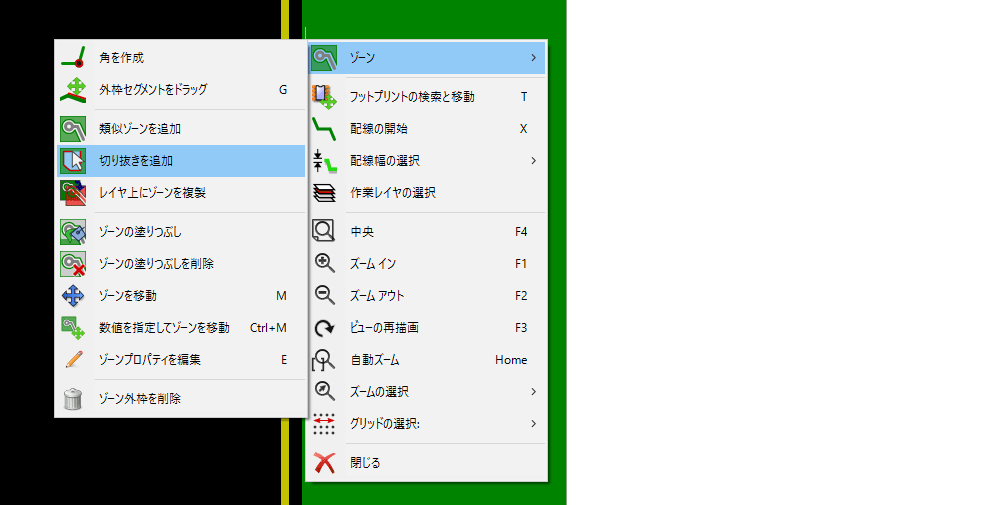 角を作成
外枠セグメントをドラッグ G
類似ゾーンを追加
切り抜きを追加
レイヤ上にゾーンを複製
ゾーンの塗りつぶし
ゾーンの塗りつぶしを削除
ゾーンを移動 M
数値を指定してゾーンを移動 Ctrl+M
ゾーンプロパティを編集 E
ゾーン外枠を削除
ゾーン
フットプリントの検索と移動 T
配線の開始 X
配線幅の選択
作業レイヤの選択
中央 F4
ズーム イン F1
ズーム アウト F2
ビューの再描画 F3
自動ズーム Home
ズームの選択
グリッドの選択:
閉じる